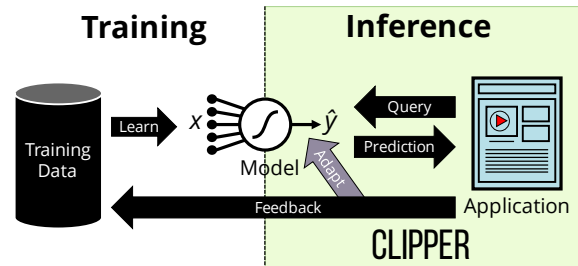 Training
Inference
Training
Data
Learn
x
ŷ
Model
Query
Prediction
Adapt
Feedback
Application
CLIPPER